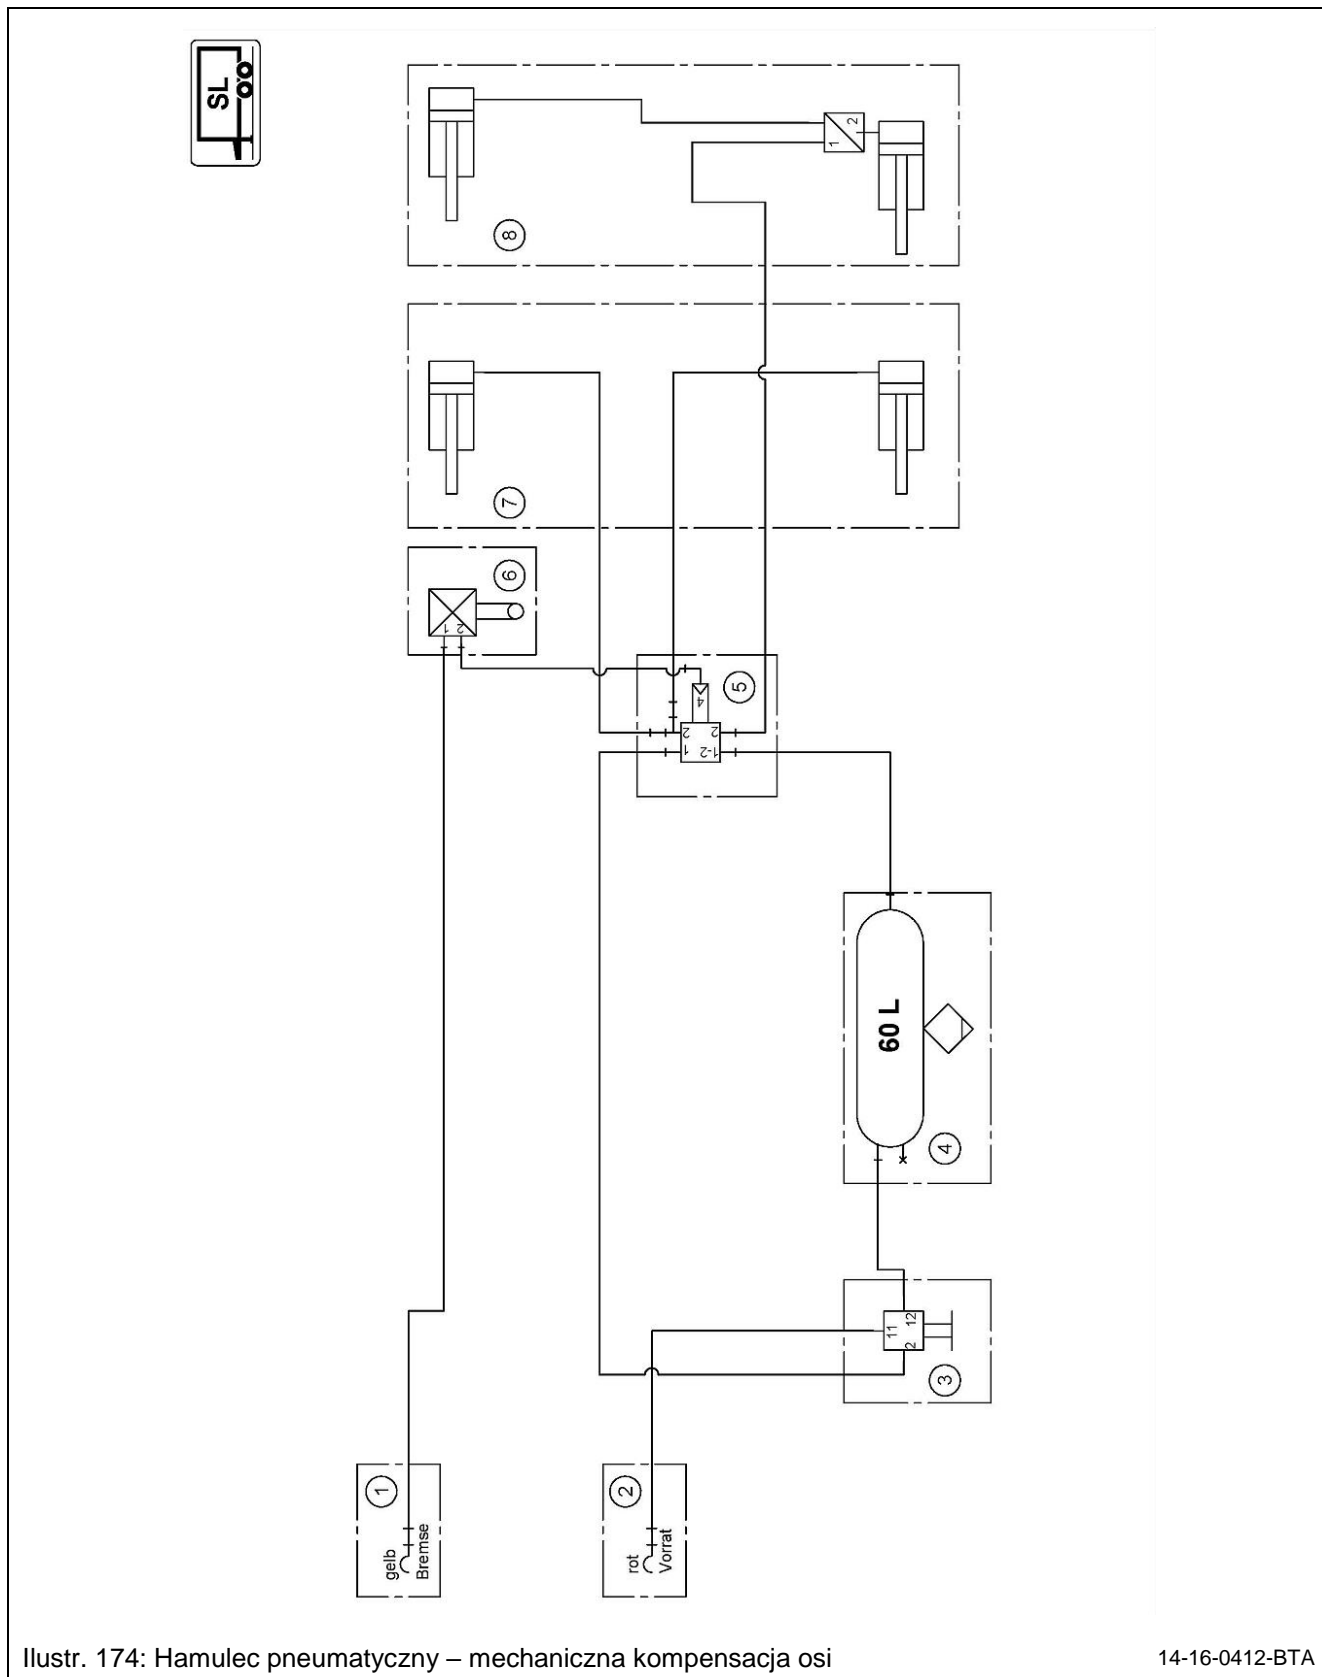 SL
1
2
2
1
8
7
6
1
2
5
4
2
2
1
1-2
60 L
4
11
12
2
3
1
gelb
Bremse
2
rot
Vorrat
Ilustr. 174: Hamulec pneumatyczny – mechaniczna kompensacja osi
14-16-0412-BTA